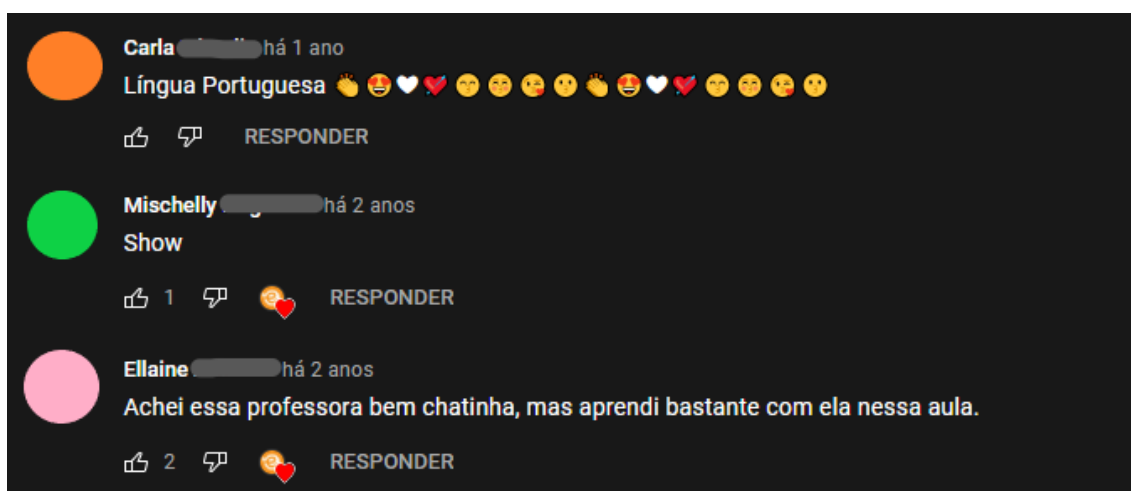 Carla há 1 ano
Língua Portuguesa 👏🤩🤍💘😙😚😘😗👏🤩🤍💘😙😚😘😗
RESPONDER
Mischelly há 2 anos
Show
1 RESPONDER
Ellaine há 2 anos
Achei essa professora bem chatinha, mas aprendi bastante com ela nessa aula.
2 RESPONDER